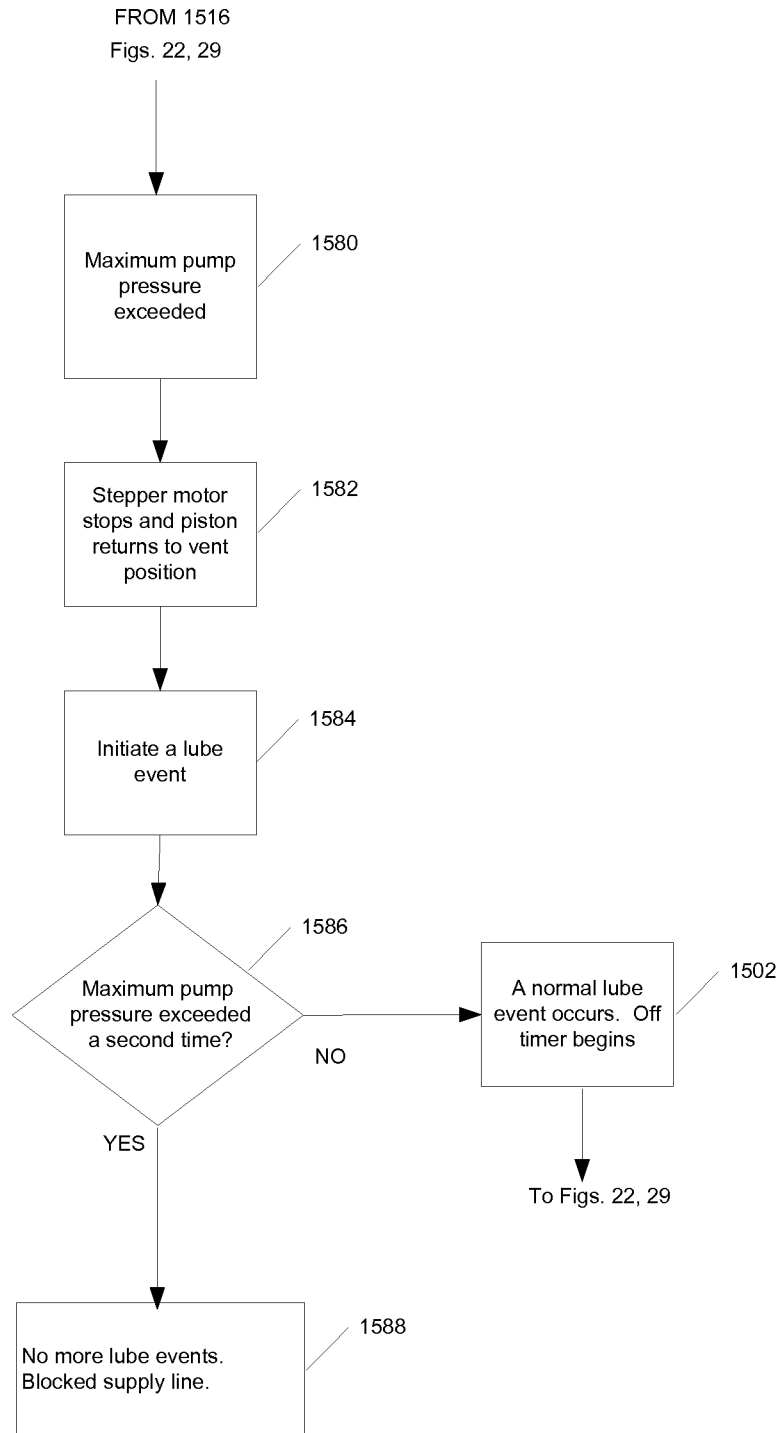 FROM 1516
Figs. 22, 29
1580
Maximum pump
pressure
exceeded
1582
Stepper motor
stops and piston
returns to vent
position
1584
Initiate a lube
event
1586
Maximum pump
pressure exceeded
a second time?
1502
A normal lube
event occurs.  Off
timer begins
NO
YES
To Figs. 22, 29
1588
No more lube events.
Blocked supply line.